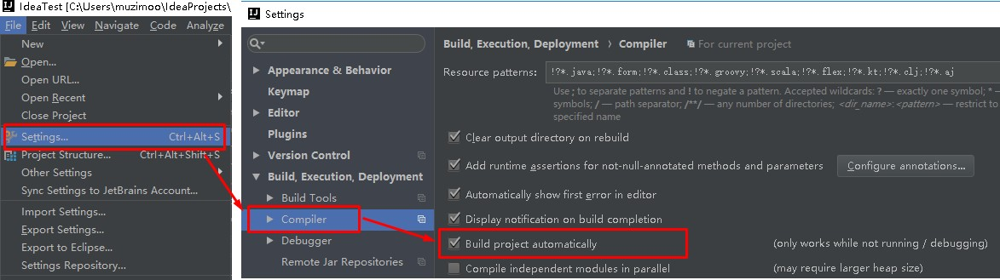 IdeaTest [C:\Users\muzimoo\IdeaProjects\
File Edit View Navigate Code Analyze
New
Open...
Open URL...
Open Recent
Close Project
Settings... Ctrl+Alt+S
Project Structure... Ctrl+Alt+Shift+S
Other Settings
Sync Settings to JetBrains Account...
Import Settings...
Export Settings...
Export to Eclipse...
Settings Repository...
Settings
Appearance & Behavior
Keymap
Editor
Plugins
Version Control
Build, Execution, Deployment
Build Tools
Compiler
Debugger
Remote Jar Repositories
Build, Execution, Deployment › Compiler For current project
Resource patterns: !?*.java;!?*.form;!?*.class;!?*.groovy;!?*.scala;!?*.flex;!?*.kt;!?*.clj;!?*.aj
Use ; to separate patterns and ! to negate a pattern. Accepted wildcards: ? — exactly one symbol; * —
symbols; / — path separator; /**/ — any number of directories; <dir_name>:<pattern> — restrict to
specified name
Clear output directory on rebuild
Add runtime assertions for not-null-annotated methods and parameters Configure annotations...
Automatically show first error in editor
Display notification on build completion
Build project automatically (only works while not running / debugging)
Compile independent modules in parallel (may require larger heap size)